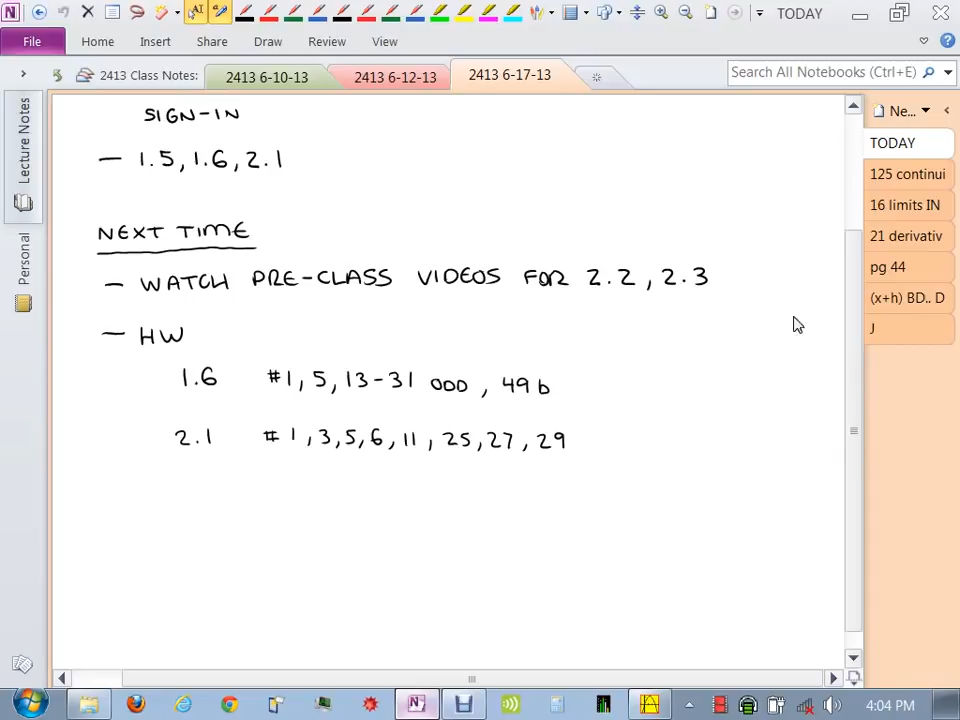 TODAY
File Home Insert Share Draw Review View
2413 Class Notes: 2413 6-10-13 2413 6-12-13 2413 6-17-13 Search All Notebooks (Ctrl+E)
Lecture Notes
Personal
SIGN-IN
— 1.5, 1.6, 2.1
NEXT TIME
— WATCH PRE-CLASS VIDEOS FOR 2.2, 2.3
— HW
1.6 #1, 5, 13-31 ODD, 49b
2.1 #1, 3, 5, 6, 11, 25, 27, 29
Ne...
TODAY
125 continui
16 limits IN
21 derivativ
pg 44
(x+h) BD.. D
J
4:04 PM